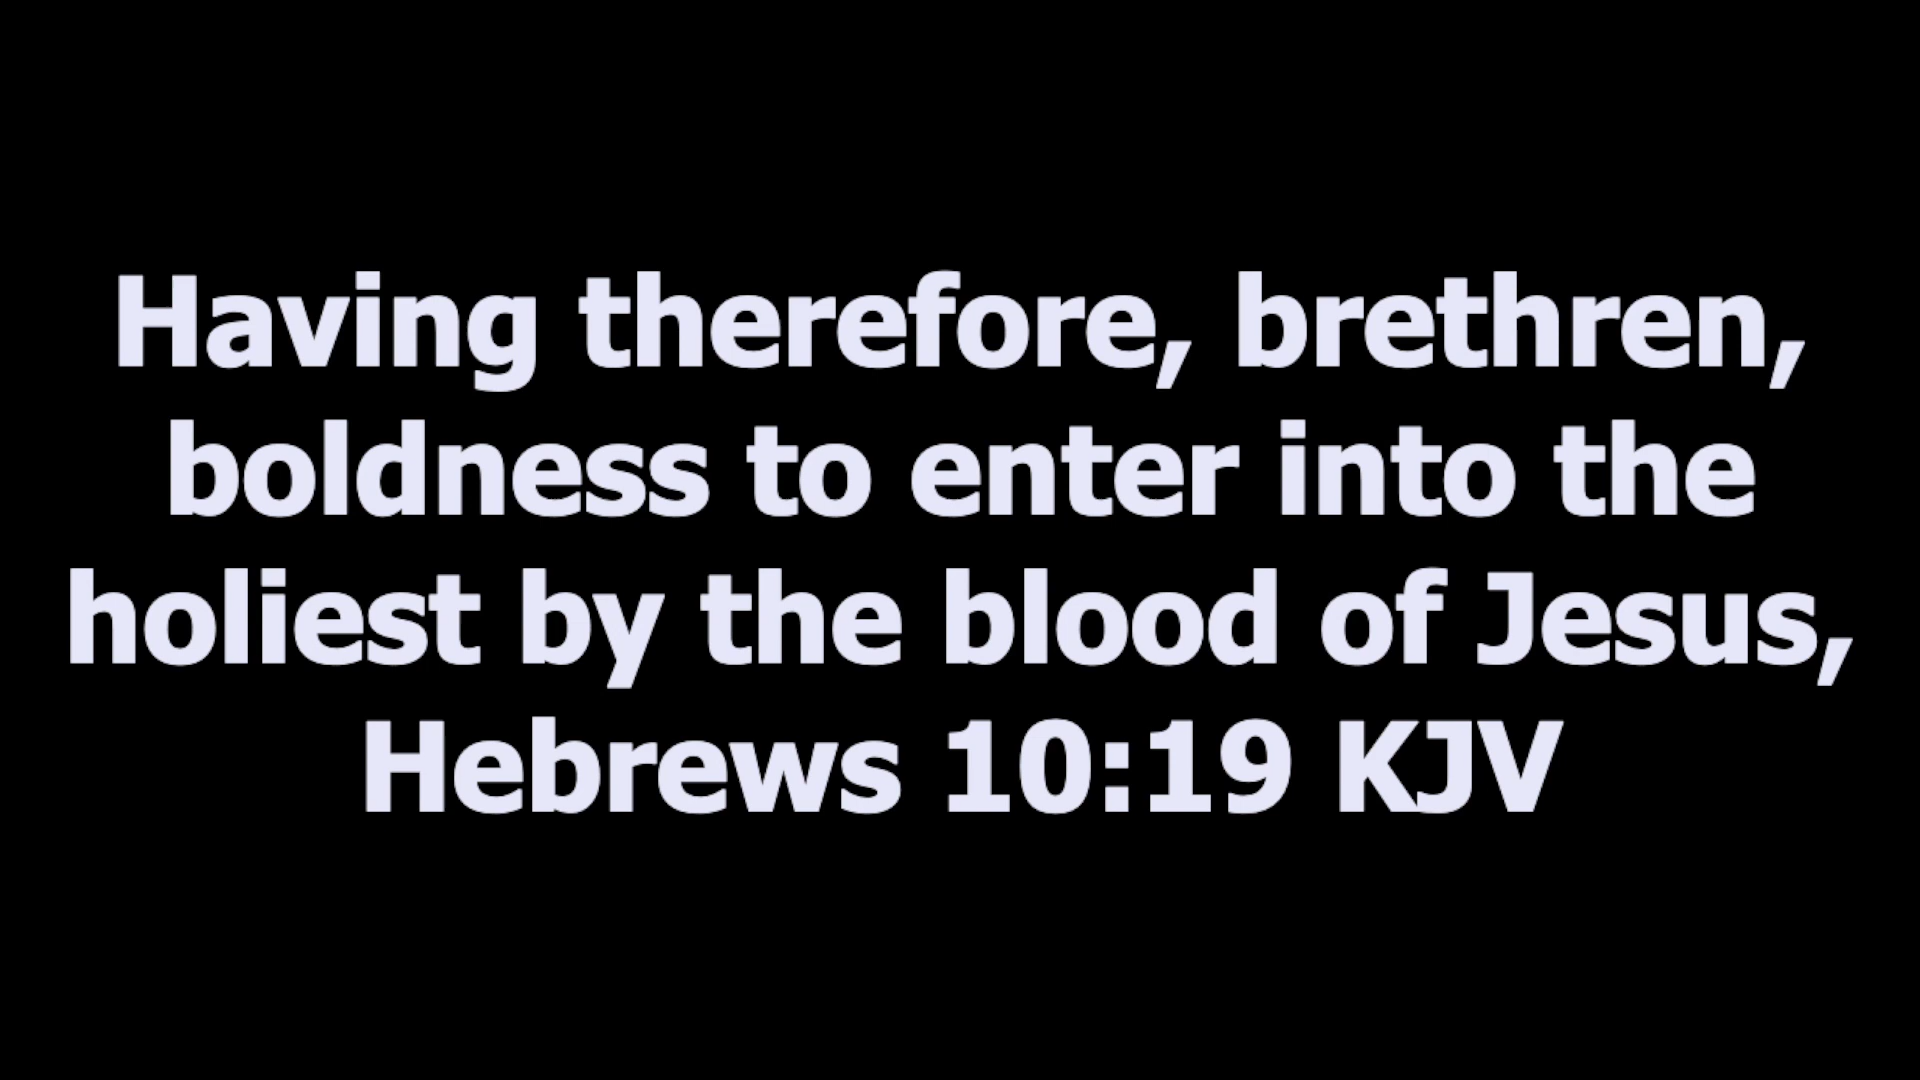 Having therefore, brethren,
boldness to enter into the
holiest by the blood of Jesus,
Hebrews 10:19 KJV